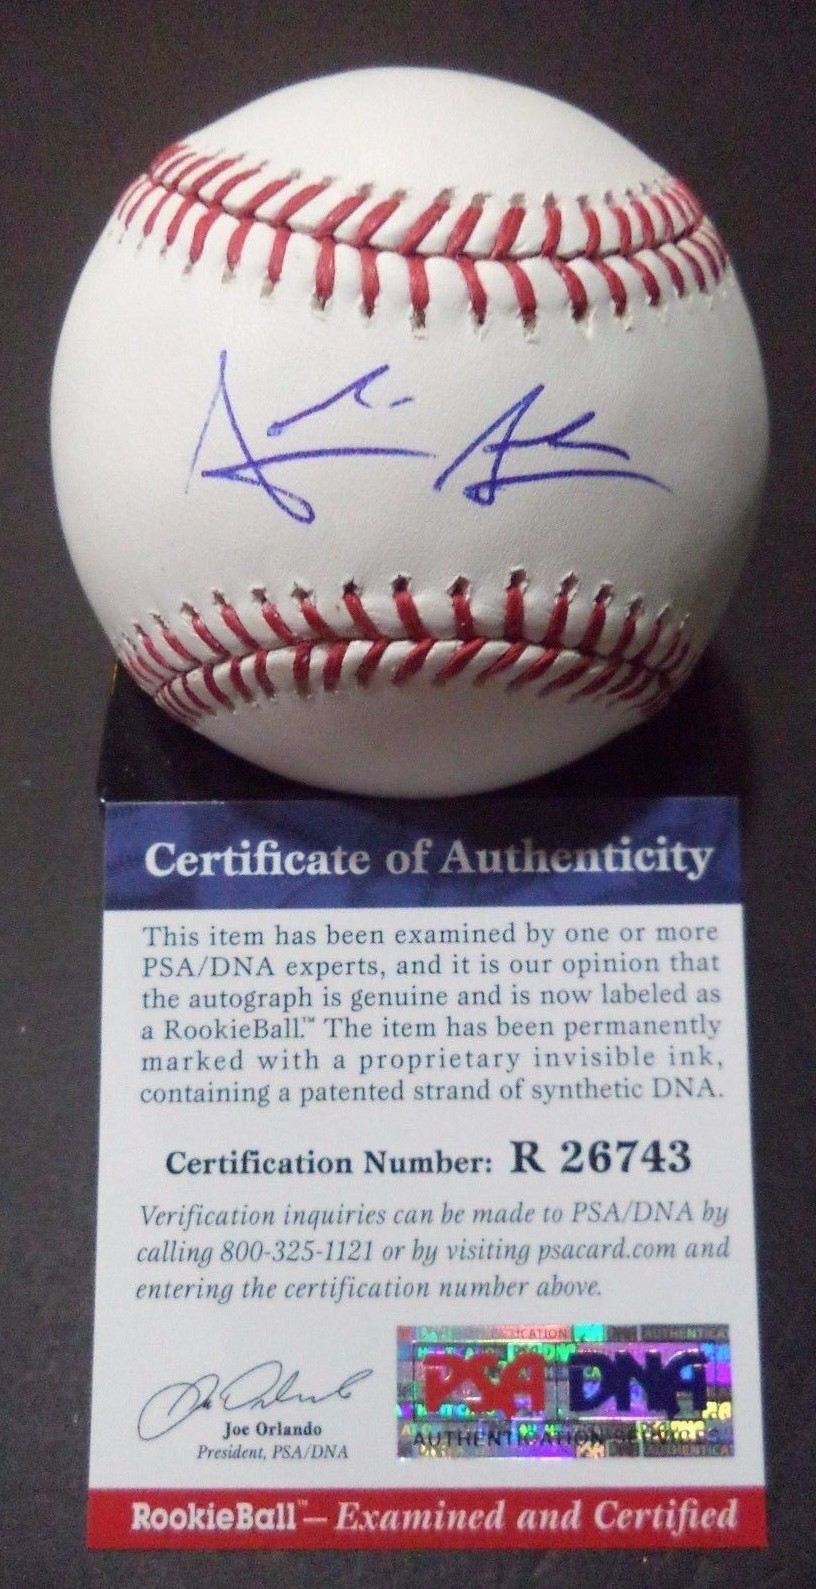 Certificate of Authenticity
This item has been examined by one or more
PSA/DNA experts, and it is our opinion that
the autograph is genuine and is now labeled as
a RookieBall.™ The item has been permanently
marked with a proprietary invisible ink,
containing a patented strand of synthetic DNA.
Certification Number: R 26743
Verification inquiries can be made to PSA/DNA by
calling 800-325-1121 or by visiting psacard.com and
entering the certification number above.
PSA DNA
AUTHENTICATION SERVICES
Joe Orlando
President, PSA/DNA
RookieBall™ – Examined and Certified